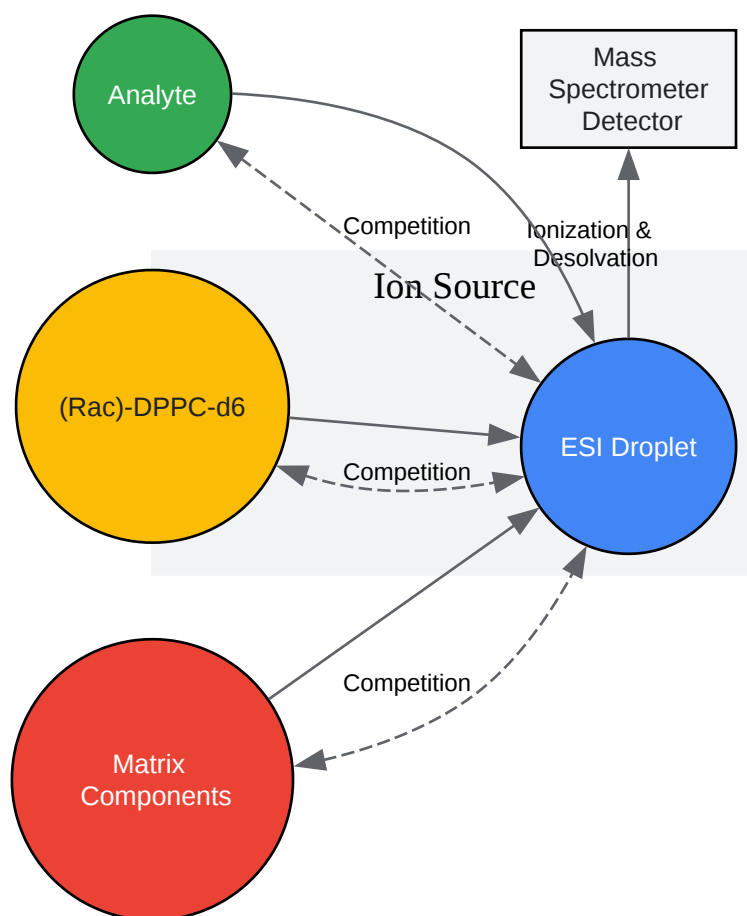 Analyte
Mass
Spectrometer
Detector
Competition
Ionization &
Desolvation
Ion Source
(Rac)-DPPC-d6
ESI Droplet
Competition
Competition
Matrix
Components